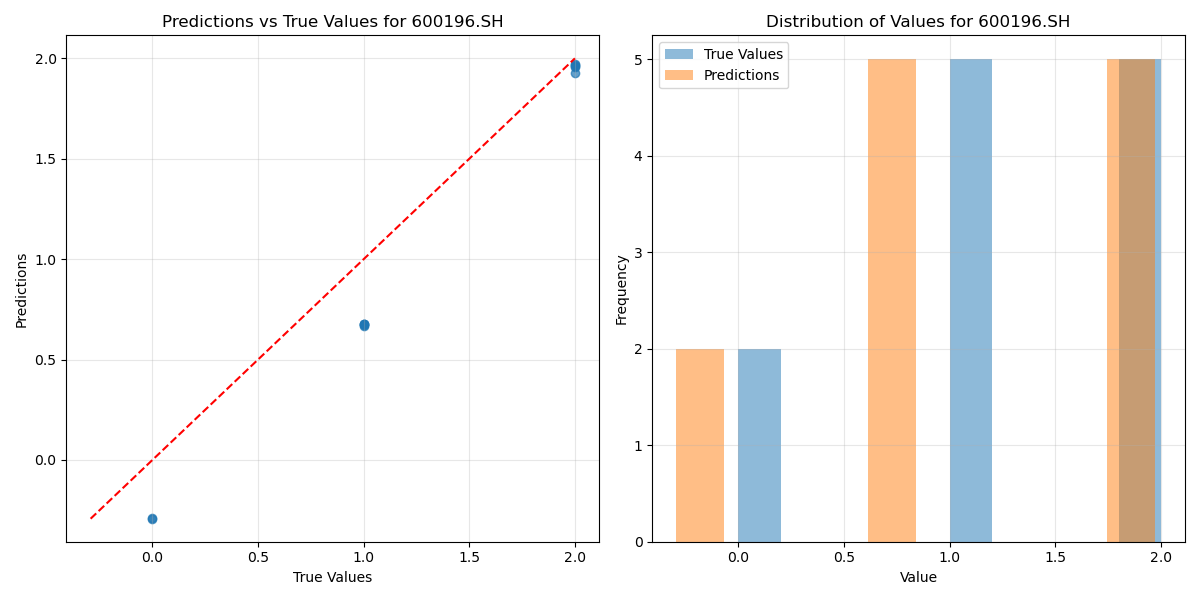 Predictions vs True Values for 600196.SH
Predictions
2.0
1.5
1.0
0.5
0.0
0.0
0.5
1.0
1.5
2.0
True Values
Distribution of Values for 600196.SH
True Values
Predictions
Frequency
5
4
3
2
1
0
0.0
0.5
1.0
1.5
2.0
Value